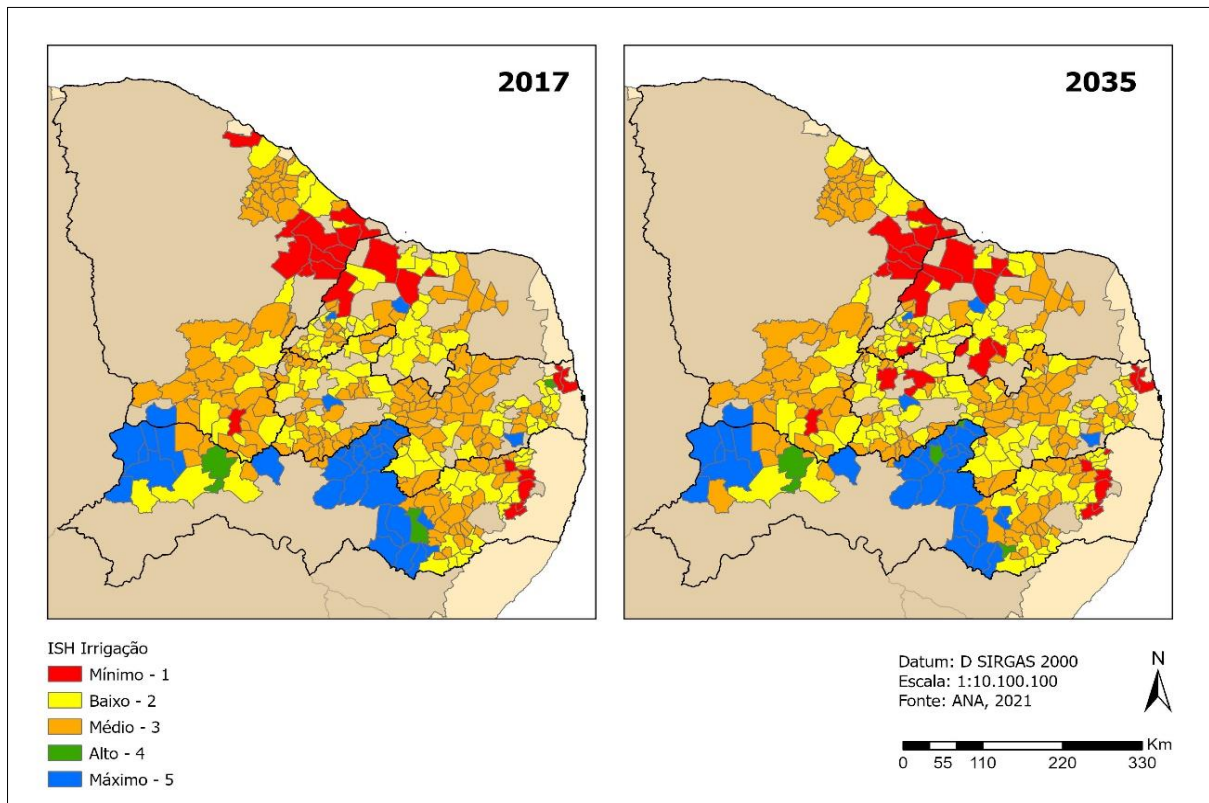 2017
2035
ISH Irrigação
Mínimo - 1
Baixo - 2
Médio - 3
Alto - 4
Máximo - 5
Datum: D SIRGAS 2000
Escala: 1:10.100.100
Fonte: ANA, 2021
N
Km
0 55 110 220 330